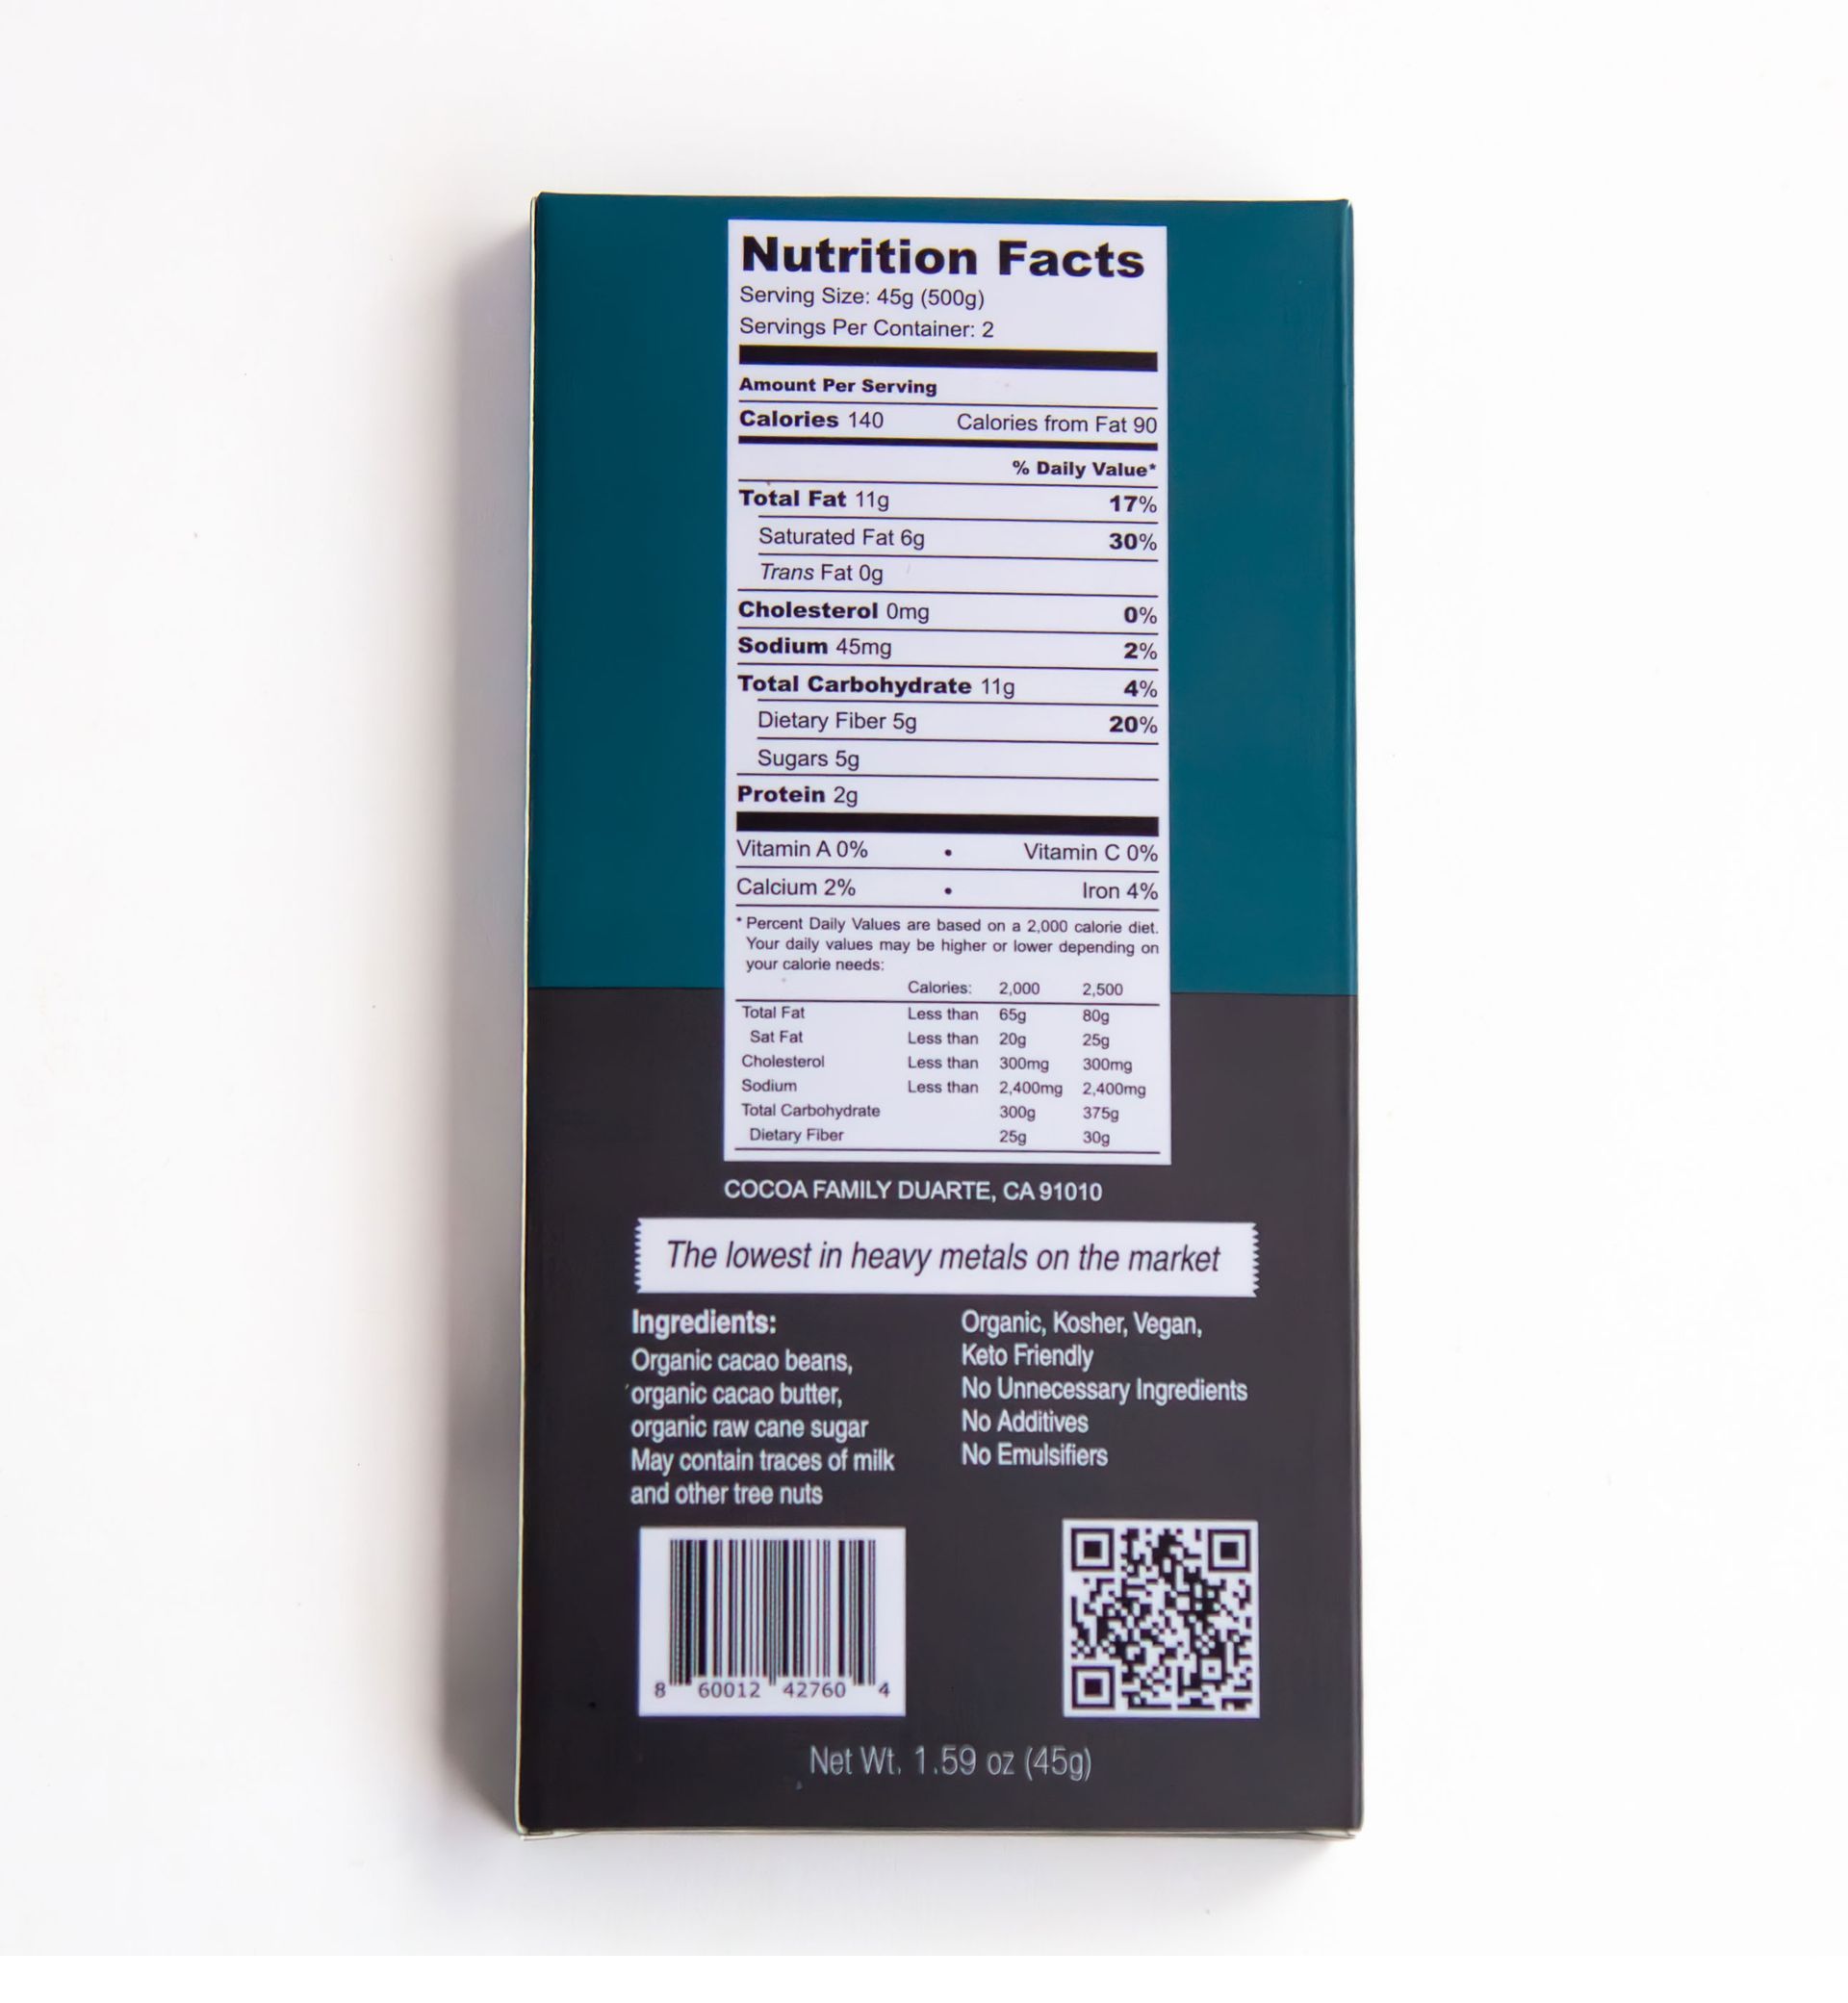 Nutrition Facts
Serving Size: 45g (500g)
Servings Per Container: 2
Amount Per Serving
Calories 140 Calories from Fat 90
% Daily Value*
Total Fat 11g 17%
Saturated Fat 6g 30%
Trans Fat 0g
Cholesterol 0mg 0%
Sodium 45mg 2%
Total Carbohydrate 11g 4%
Dietary Fiber 5g 20%
Sugars 5g
Protein 2g
Vitamin A 0% • Vitamin C 0%
Calcium 2% • Iron 4%
* Percent Daily Values are based on a 2,000 calorie diet.
Your daily values may be higher or lower depending on
your calorie needs:
Calories: 2,000 2,500
Total Fat Less than 65g 80g
Sat Fat Less than 20g 25g
Cholesterol Less than 300mg 300mg
Sodium Less than 2,400mg 2,400mg
Total Carbohydrate 300g 375g
Dietary Fiber 25g 30g
COCOA FAMILY DUARTE, CA 91010
The lowest in heavy metals on the market
Ingredients:
Organic cacao beans,
organic cacao butter,
organic raw cane sugar
May contain traces of milk
and other tree nuts
Organic, Kosher, Vegan,
Keto Friendly
No Unnecessary Ingredients
No Additives
No Emulsifiers
8 60012 42760 4
Net Wt. 1.59 oz (45g)